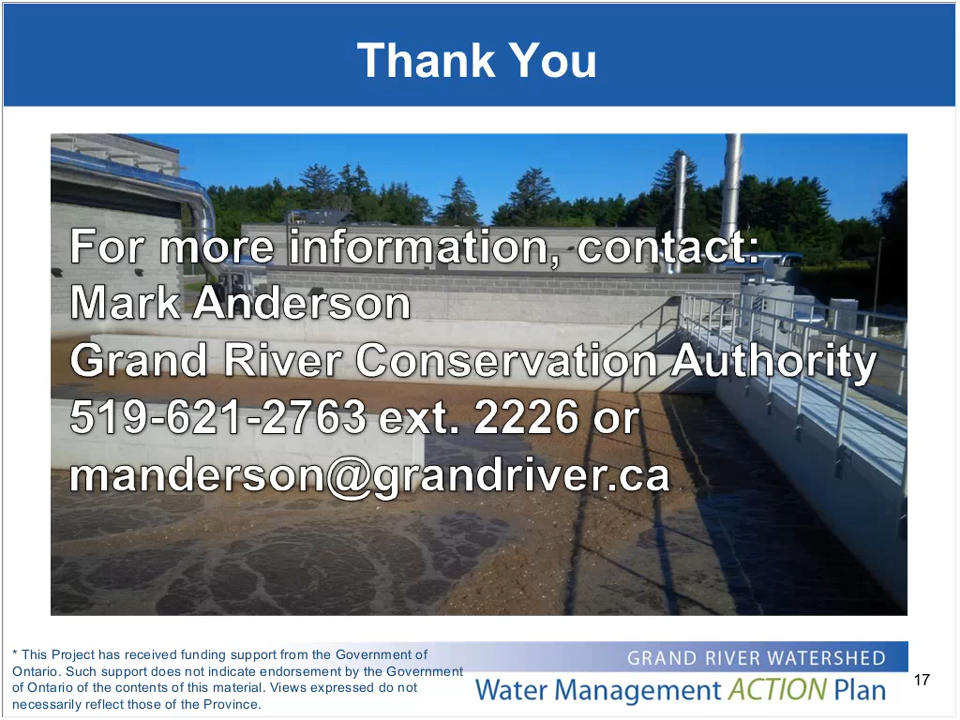 Thank You
For more information, contact:
Mark Anderson
Grand River Conservation Authority
519-621-2763 ext. 2226 or
manderson@grandriver.ca
* This Project has received funding support from the Government of
Ontario. Such support does not indicate endorsement by the Government
of Ontario of the contents of this material. Views expressed do not
necessarily reflect those of the Province.
GRAND RIVER WATERSHED
Water Management ACTION Plan
17